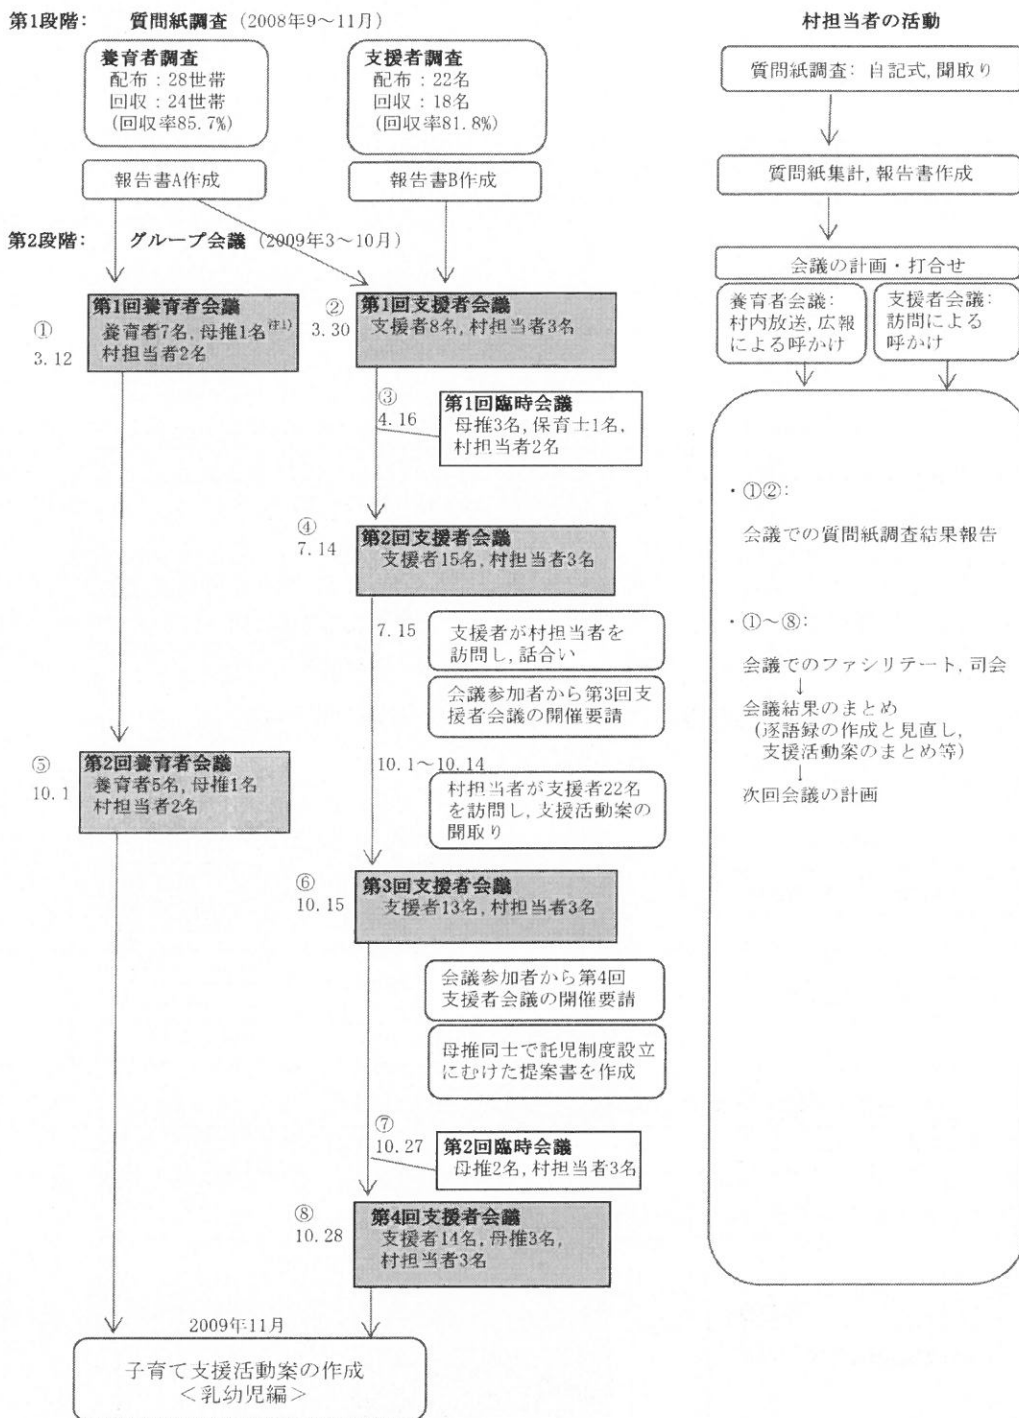 第1段階： 質問紙調査（2008年9～11月）
養育者調査
配布：28世帯
回収：24世帯
(回収率85.7%)
支援者調査
配布：22名
回収：18名
(回収率81.8%)
報告書A作成
報告書B作成
第2段階： グループ会議（2009年3～10月）
①
3.12
第1回養育者会議
養育者7名,母推1名注1)
村担当者2名
②
3.30
第1回支援者会議
支援者8名,村担当者3名
③
4.16
第1回臨時会議
母推3名,保育士1名,
村担当者2名
④
7.14
第2回支援者会議
支援者15名,村担当者3名
7.15
支援者が村担当者を
訪問し,話合い
会議参加者から第3回支
援者会議の開催要請
⑤
10.1
第2回養育者会議
養育者5名,母推1名
村担当者2名
10.1～10.14
村担当者が支援者22名
を訪問し,支援活動案の
聞取り
⑥
10.15
第3回支援者会議
支援者13名,村担当者3名
会議参加者から第4回
支援者会議の開催要請
母推同士で託児制度設立
にむけた提案書を作成
⑦
10.27
第2回臨時会議
母推2名,村担当者3名
⑧
10.28
第4回支援者会議
支援者14名,母推3名,
村担当者3名
2009年11月
子育て支援活動案の作成
＜乳幼児編＞
村担当者の活動
質問紙調査：自記式,聞取り
質問紙集計,報告書作成
会議の計画・打合せ
養育者会議：
村内放送,広報
による呼かけ
支援者会議：
訪問による
呼かけ
・①②：
会議での質問紙調査結果報告
・①～⑧：
会議でのファシリテート,司会
↓
会議結果のまとめ
(逐語録の作成と見直し,
支援活動案のまとめ等)
↓
次回会議の計画